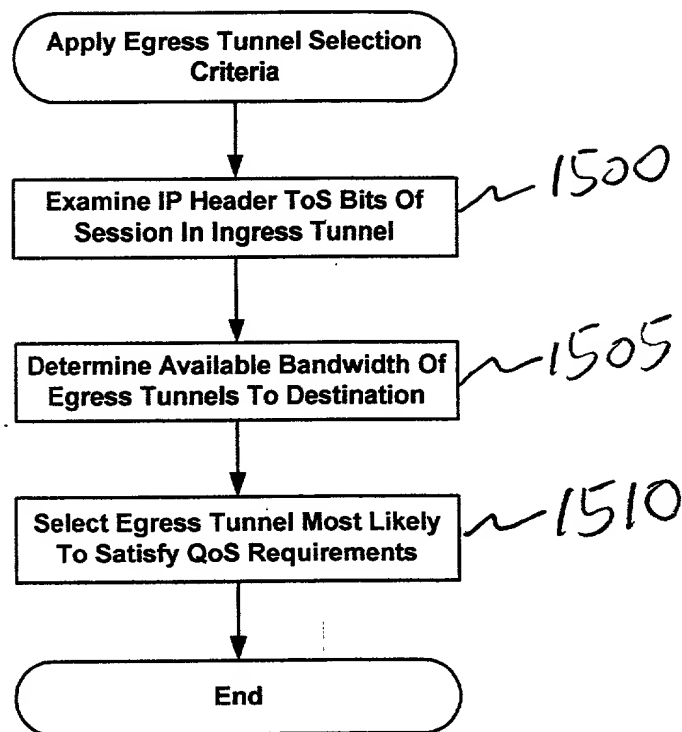 Apply Egress Tunnel Selection
Criteria
Examine IP Header ToS Bits Of
Session In Ingress Tunnel
1500
Determine Available Bandwidth Of
Egress Tunnels To Destination
1505
Select Egress Tunnel Most Likely
To Satisfy QoS Requirements
1510
End